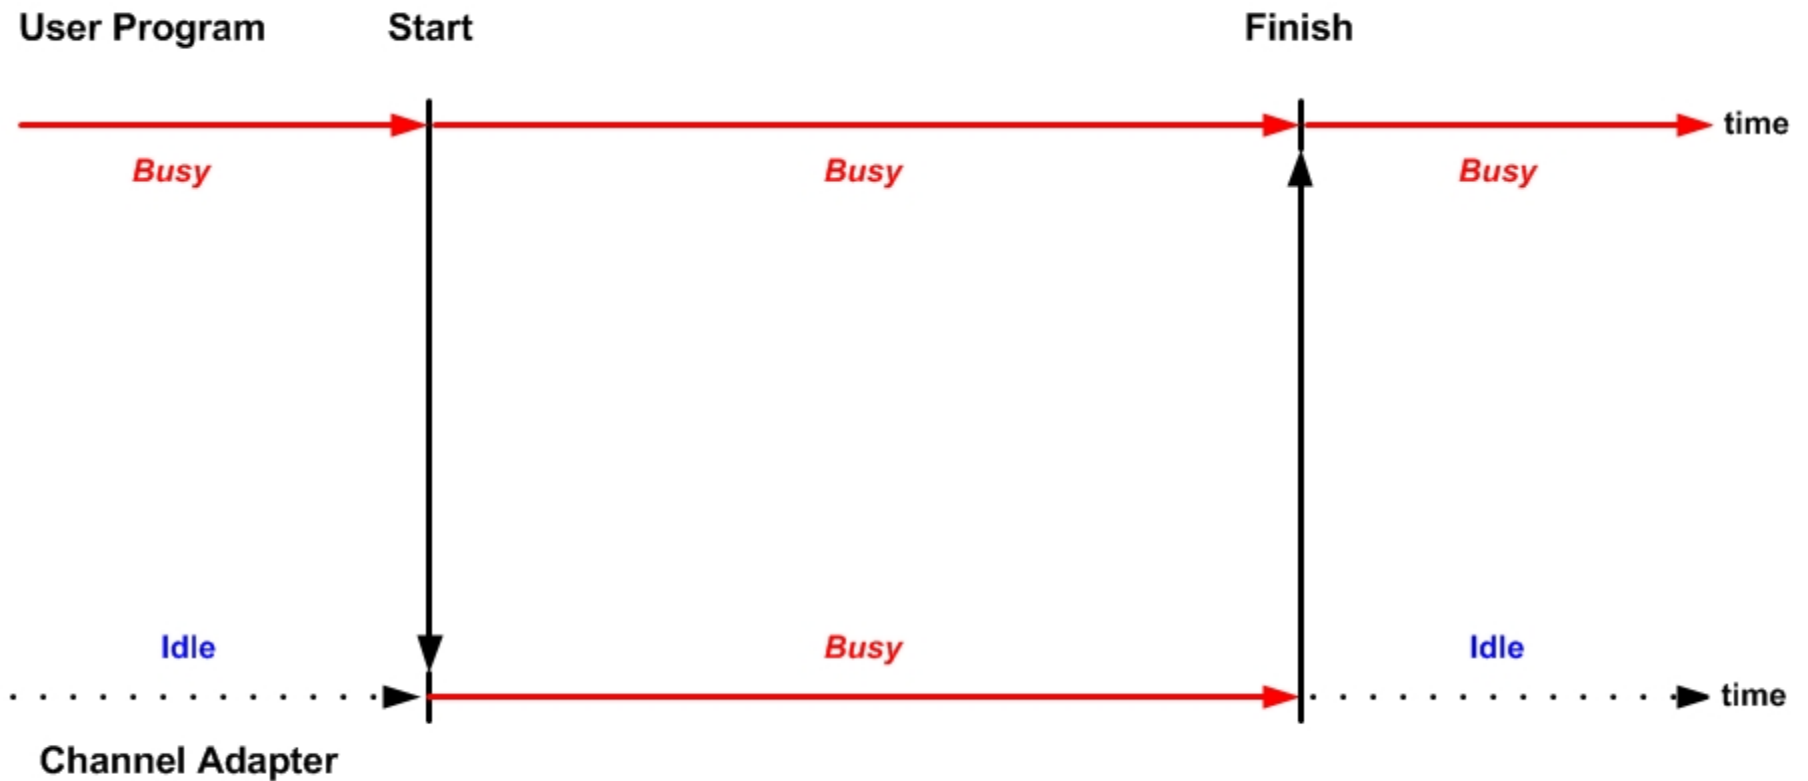 User Program Start Finish
time
Busy Busy Busy
Idle Busy Idle
time
Channel Adapter